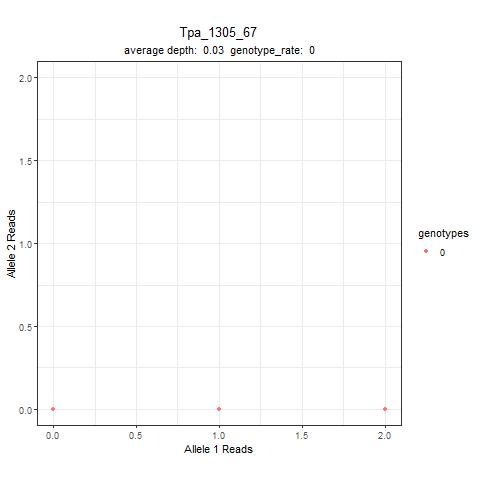 Tpa_1305_67
average depth:  0.03  genotype_rate:  0
2.0
1.5
1.0
0.5
0.0
Allele 2 Reads
0.0 0.5 1.0 1.5 2.0
Allele 1 Reads
genotypes
0